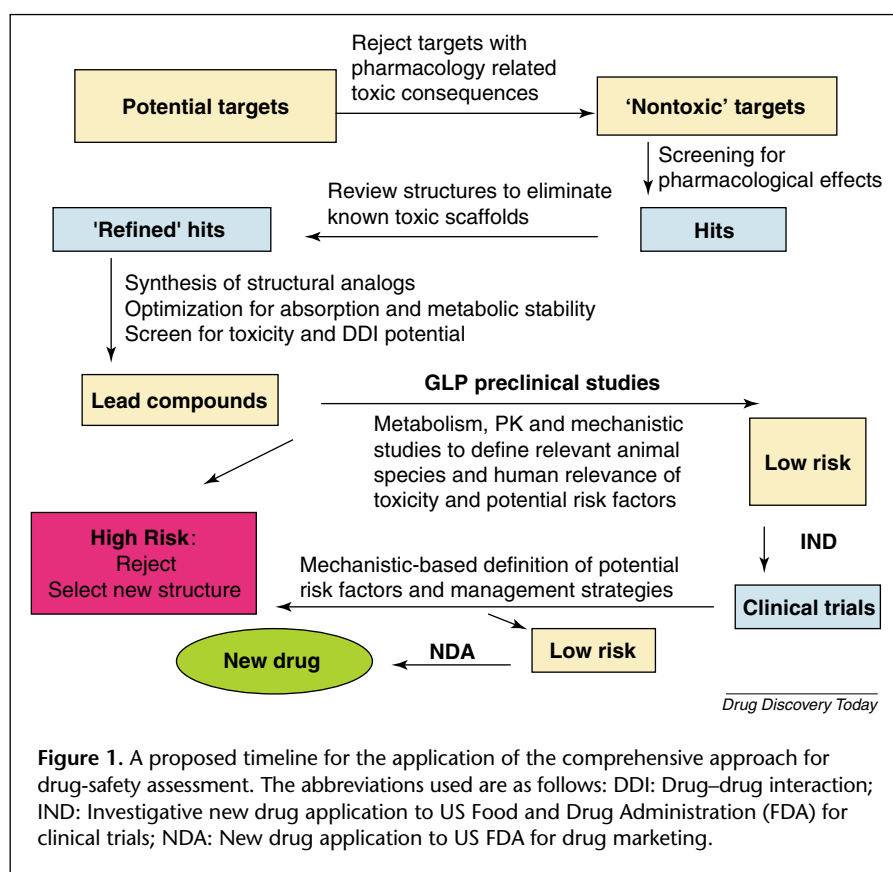 Reject targets with
pharmacology related
toxic consequences
Potential targets
'Nontoxic' targets
Screening for
pharmacological effects
Review structures to eliminate
known toxic scaffolds
'Refined' hits
Hits
Synthesis of structural analogs
Optimization for absorption and metabolic stability
Screen for toxicity and DDI potential
Lead compounds
GLP preclinical studies
Metabolism, PK and mechanistic
studies to define relevant animal
species and human relevance of
toxicity and potential risk factors
Low risk
IND
High Risk:
Reject
Select new structure
Mechanistic-based definition of potential
risk factors and management strategies
Clinical trials
New drug
NDA
Low risk
Drug Discovery Today
Figure 1. A proposed timeline for the application of the comprehensive approach for
drug-safety assessment. The abbreviations used are as follows: DDI: Drug–drug interaction;
IND: Investigative new drug application to US Food and Drug Administration (FDA) for
clinical trials; NDA: New drug application to US FDA for drug marketing.